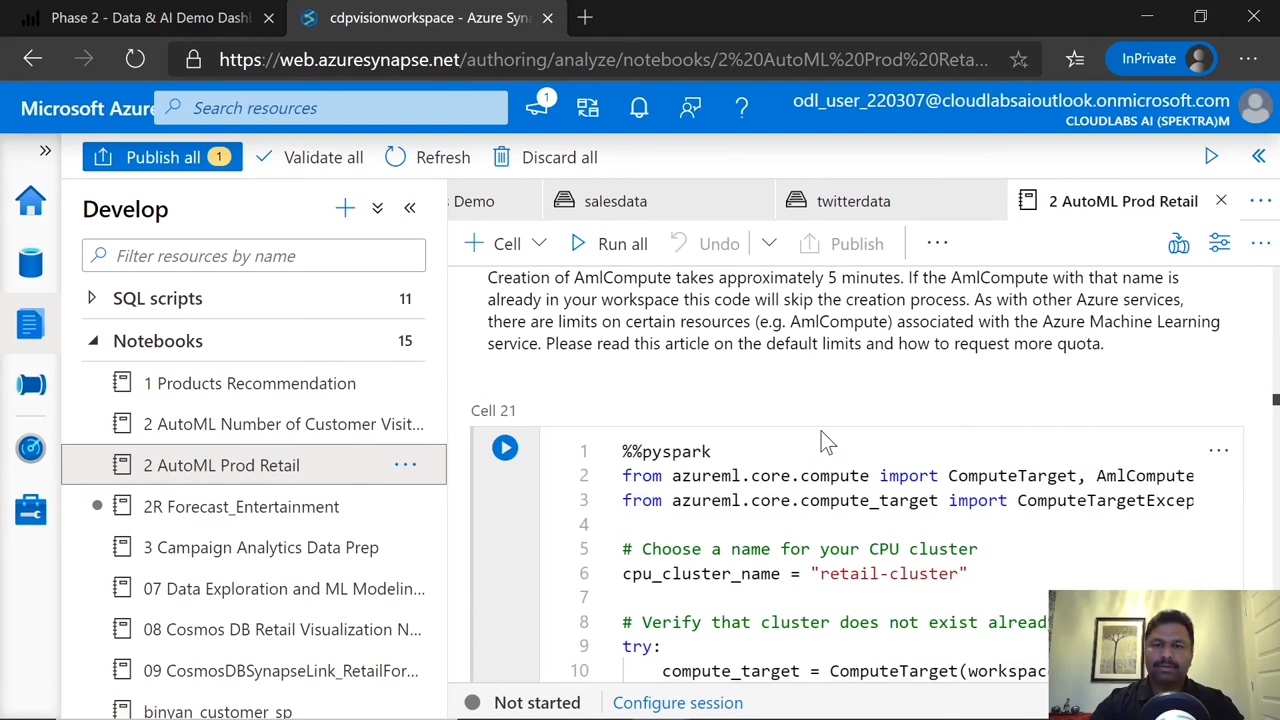 Phase 2 - Data & AI Demo Dashl
cdpvisionworkspace - Azure Syna
https://web.azuresynapse.net/authoring/analyze/notebooks/2%20AutoML%20Prod%20Reta...
InPrivate
Microsoft Azure
Search resources
1
odl_user_220307@cloudlabsaioutlook.onmicrosoft.com
CLOUDLABS AI (SPEKTRA)M
Publish all 1
Validate all
Refresh
Discard all
Develop
s Demo
salesdata
twitterdata
2 AutoML Prod Retail
Filter resources by name
Cell
Run all
Undo
Publish
SQL scripts 11
Notebooks 15
1 Products Recommendation
2 AutoML Number of Customer Visit...
2 AutoML Prod Retail
2R Forecast_Entertainment
3 Campaign Analytics Data Prep
07 Data Exploration and ML Modelin...
08 Cosmos DB Retail Visualization N...
09 CosmosDBSynapseLink_RetailFor...
binyan_customer_sp
Creation of AmlCompute takes approximately 5 minutes. If the AmlCompute with that name is
already in your workspace this code will skip the creation process. As with other Azure services,
there are limits on certain resources (e.g. AmlCompute) associated with the Azure Machine Learning
service. Please read this article on the default limits and how to request more quota.
Cell 21
1 %%pyspark
2 from azureml.core.compute import ComputeTarget, AmlCompute
3 from azureml.core.compute_target import ComputeTargetExcep
4
5 # Choose a name for your CPU cluster
6 cpu_cluster_name = "retail-cluster"
7
8 # Verify that cluster does not exist alread
9 try:
10 compute_target = ComputeTarget(workspac
Not started
Configure session